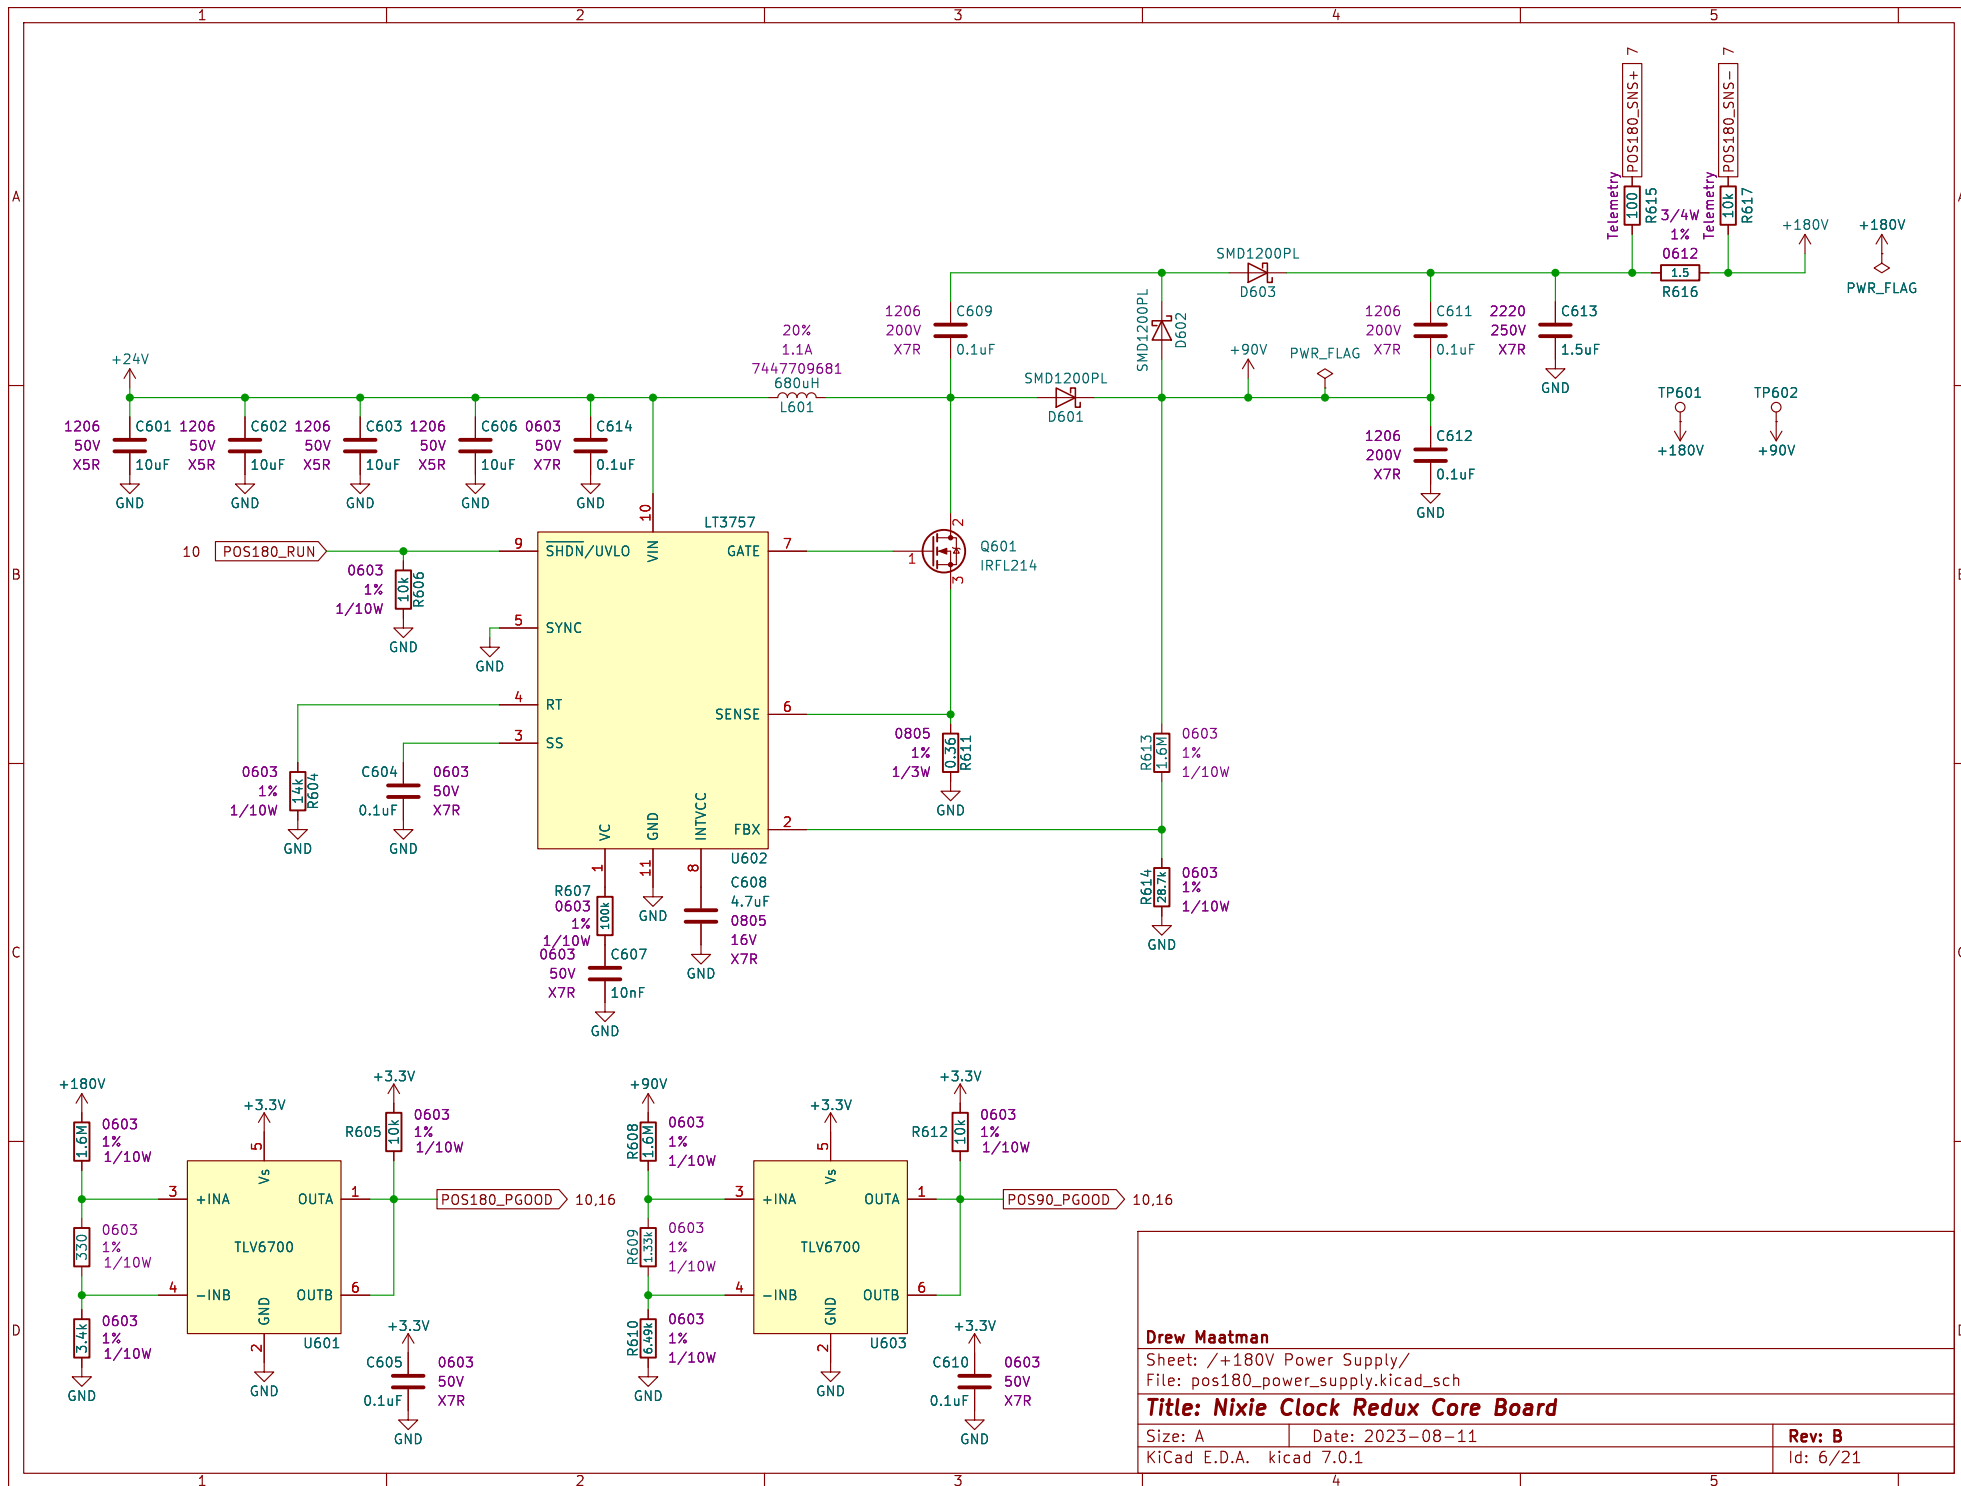 1 2 3 4 5
A
B
C
D
POS180_SNS+ 7
POS180_SNS- 7
Telemetry
100
R615
Telemetry
10k
R617
3/4W
1%
0612
1.5
R616
+180V
+180V
PWR_FLAG
SMD1200PL
D603
SMD1200PL
D602
1206
200V
X7R
C609
0.1uF
1206
200V
X7R
C611
0.1uF
2220
250V
X7R
C613
1.5uF
GND
20%
1.1A
7447709681
680uH
L601
SMD1200PL
D601
+90V
PWR_FLAG
TP601
+180V
TP602
+90V
1206
200V
X7R
C612
0.1uF
GND
+24V
1206
50V
X5R
C601
10uF
GND
1206
50V
X5R
C602
10uF
GND
1206
50V
X5R
C603
10uF
GND
1206
50V
X5R
C606
10uF
GND
0603
50V
X7R
C614
0.1uF
GND
10 POS180_RUN
0603
1%
1/10W
10k
R606
GND
LT3757
10
VIN
9
SHDN/UVLO
GATE
7
5
SYNC
GND
4
RT
3
SS
SENSE
6
FBX
2
VC
1
GND
11
INTVCC
8
U602
1
2
3
Q601
IRFL214
0805
1%
1/3W
0.36
R611
GND
R613
1.6M
0603
1%
1/10W
R614
28.7k
0603
1%
1/10W
GND
0603
1%
1/10W
14k
R604
GND
C604
0.1uF
0603
50V
X7R
GND
R607
0603
1%
1/10W
100k
0603
50V
X7R
C607
10nF
GND
GND
C608
4.7uF
0805
16V
X7R
GND
+180V
1.6M
0603
1%
1/10W
330
0603
1%
1/10W
3.4k
0603
1%
1/10W
GND
+3.3V
5
Vs
3
+INA
OUTA
1
TLV6700
4
-INB
OUTB
6
GND
2
U601
GND
+3.3V
R605
10k
0603
1%
1/10W
POS180_PGOOD 10,16
+3.3V
C605
0.1uF
0603
50V
X7R
GND
+90V
R608
1.6M
0603
1%
1/10W
R609
1.33k
0603
1%
1/10W
R610
6.49k
0603
1%
1/10W
GND
+3.3V
5
Vs
3
+INA
OUTA
1
TLV6700
4
-INB
OUTB
6
GND
2
U603
GND
+3.3V
R612
10k
0603
1%
1/10W
POS90_PGOOD 10,16
+3.3V
C610
0.1uF
0603
50V
X7R
GND
Drew Maatman
Sheet: /+180V Power Supply/
File: pos180_power_supply.kicad_sch
Title: Nixie Clock Redux Core Board
Size: A Date: 2023-08-11 Rev: B
KiCad E.D.A. kicad 7.0.1 Id: 6/21
1 2 3 4 5